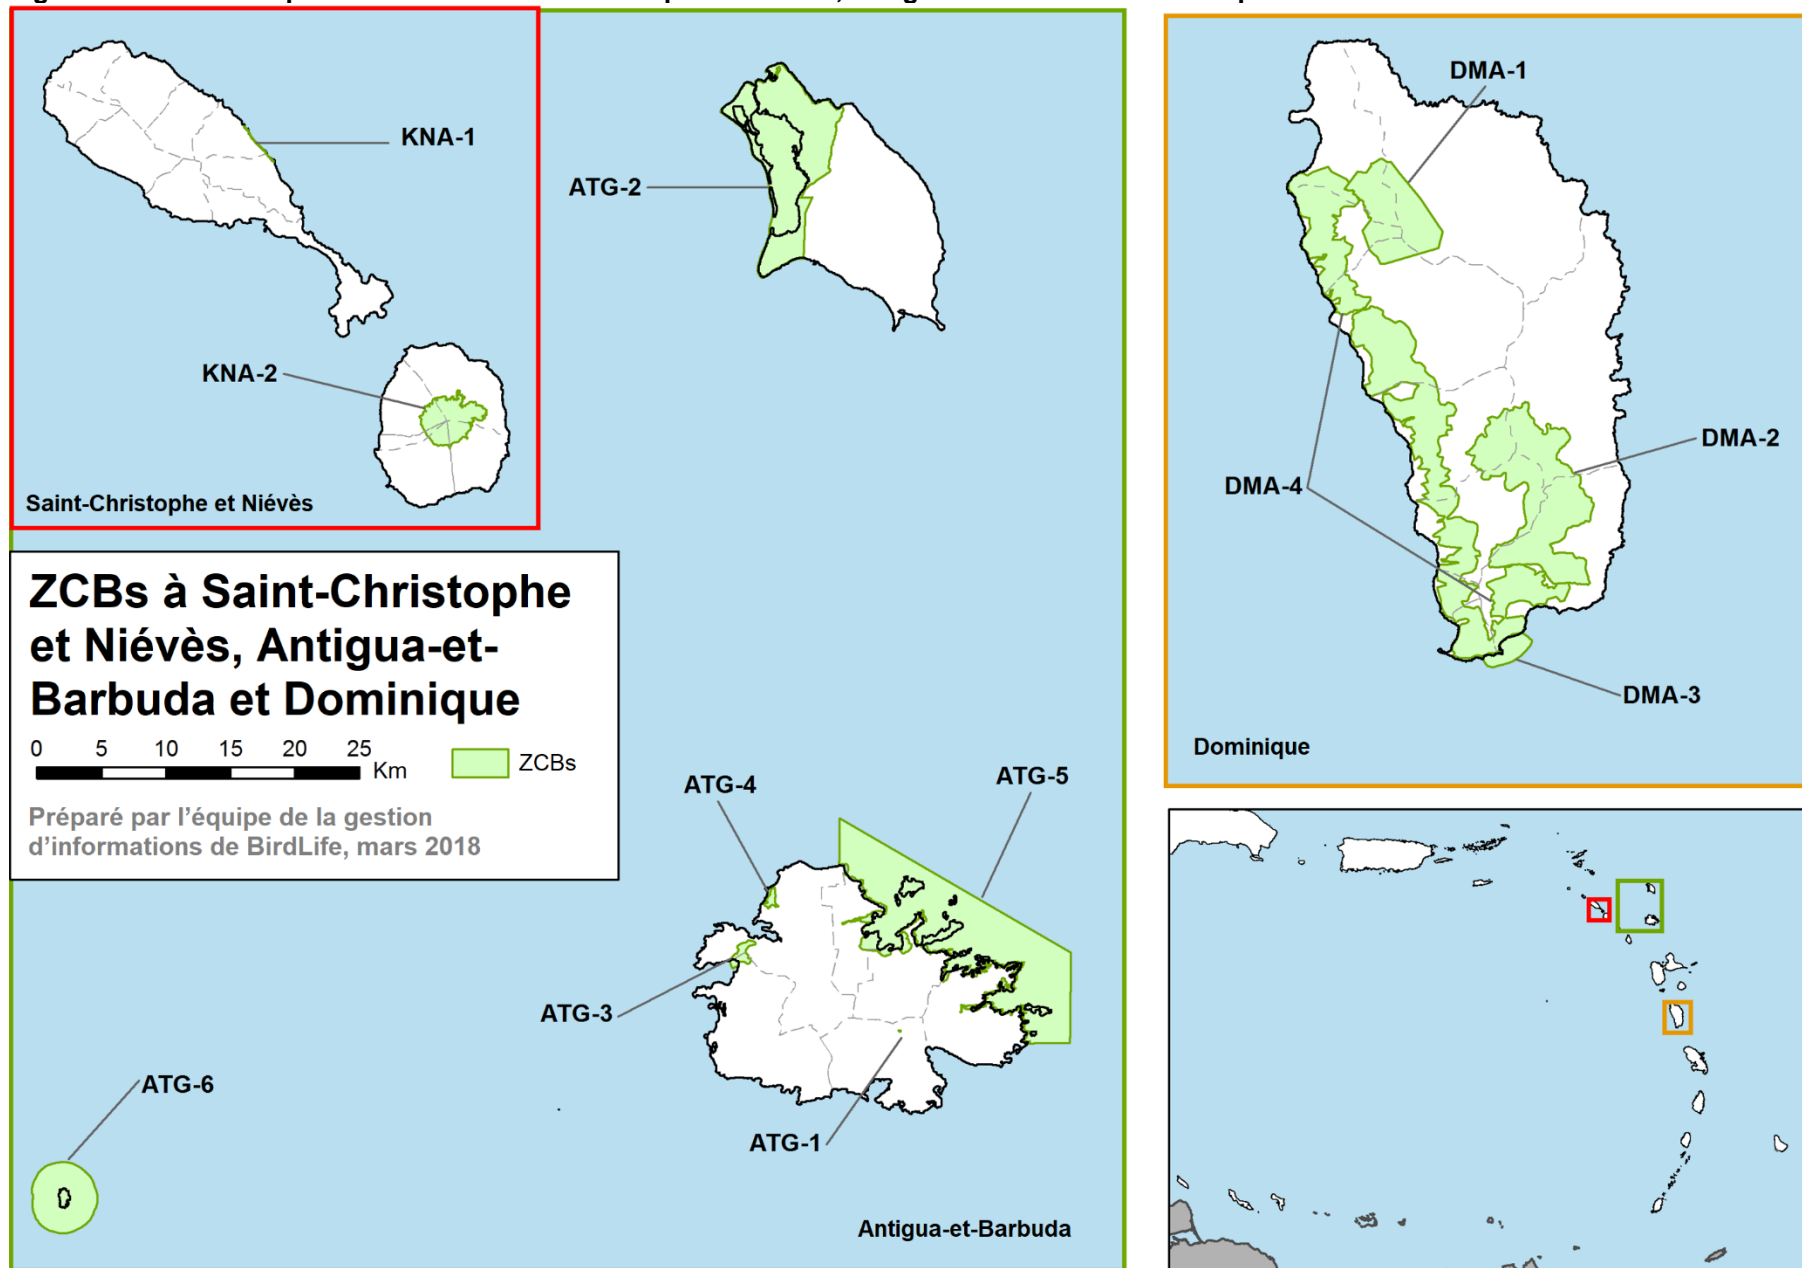 KNA-1
KNA-2
Saint-Christophe et Niévès
ATG-2
DMA-1
DMA-2
DMA-4
DMA-3
Dominique
ZCBs à Saint-Christophe
et Niévès, Antigua-et-
Barbuda et Dominique
0 5 10 15 20 25
Km
ZCBs
Préparé par l'équipe de la gestion
d'informations de BirdLife, mars 2018
ATG-4
ATG-5
ATG-3
ATG-6
ATG-1
Antigua-et-Barbuda